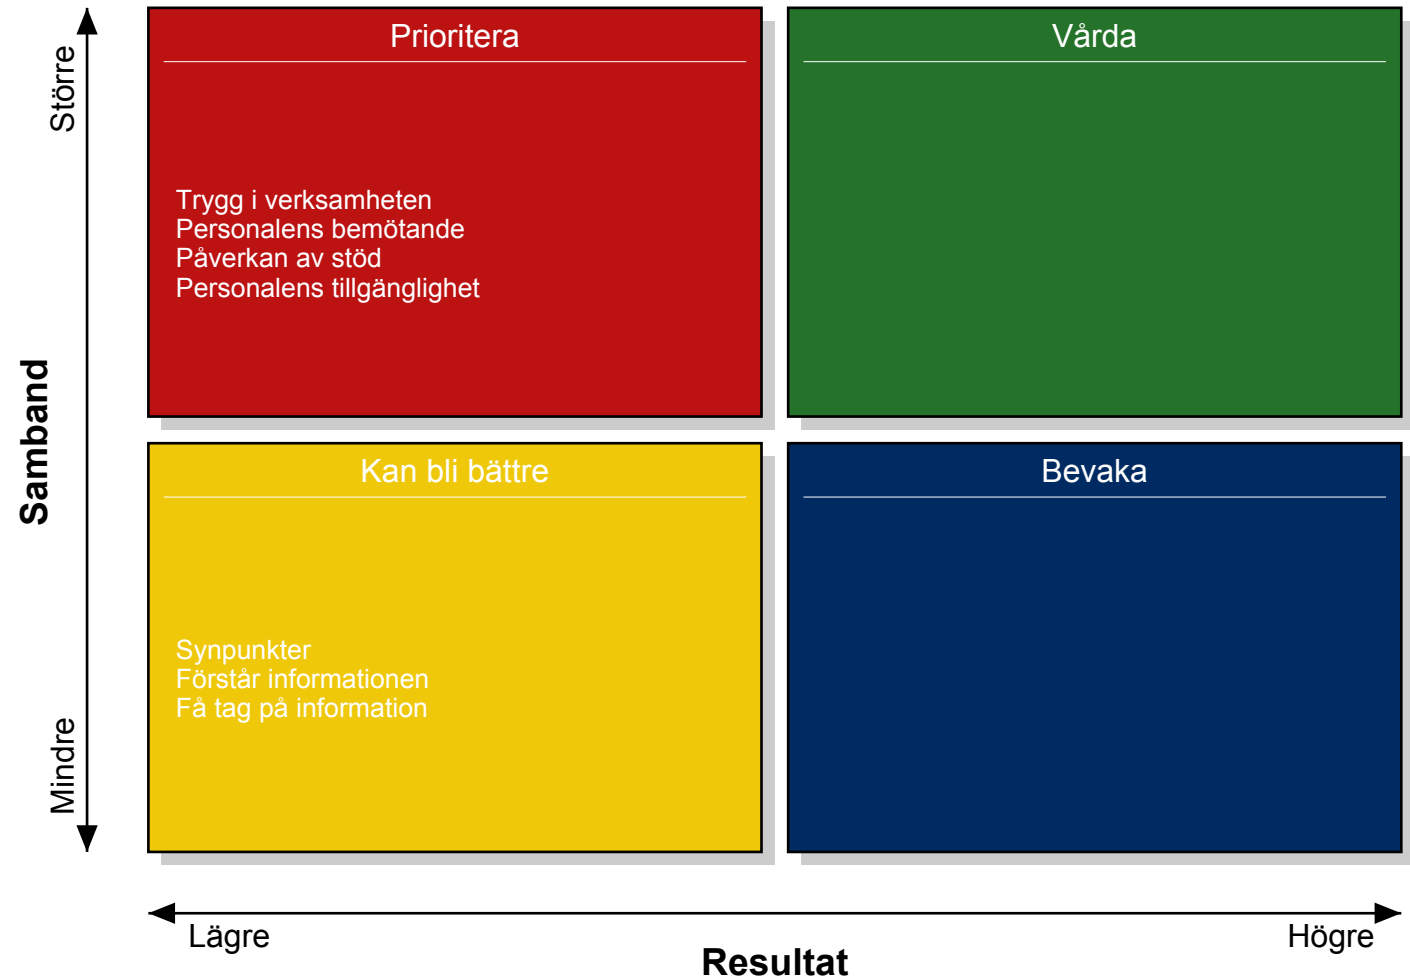 Större
Samband
Mindre
Prioritera
Trygg i verksamheten
Personalens bemötande
Påverkan av stöd
Personalens tillgänglighet
Vårda
Kan bli bättre
Synpunkter
Förstår informationen
Få tag på information
Bevaka
Lägre
Resultat
Högre